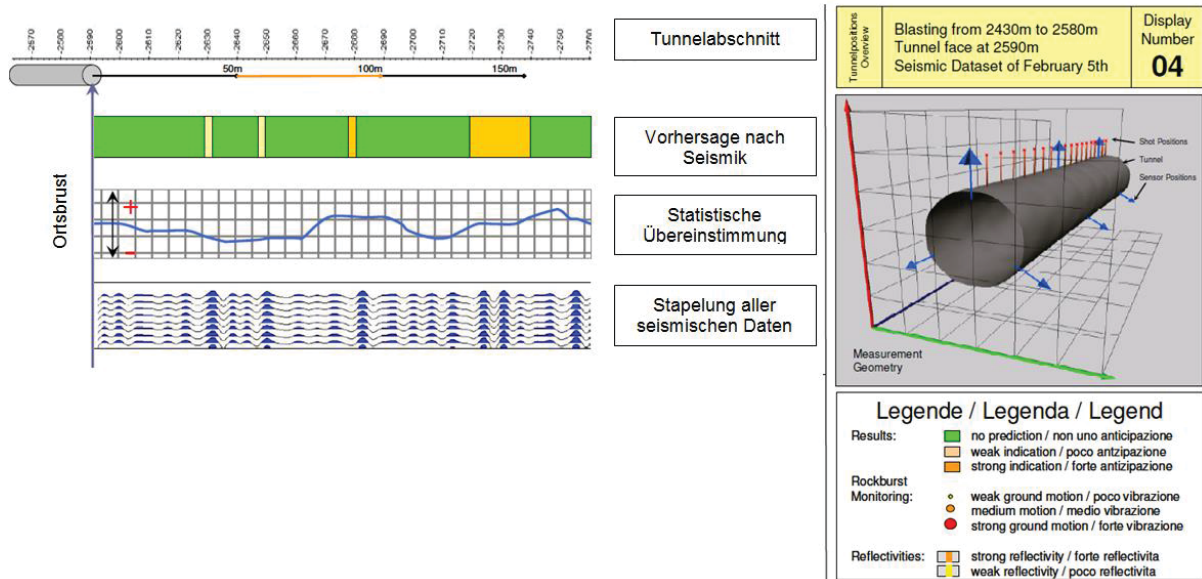 -2590 -2600 -2610 -2620 -2630 -2640 -2650 -2660 -2670 -2680 -2690 -2700 -2710 -2720 -2730 -2740 -2750
50m 100m 150m
Tunnelabschnitt
Ortsbrust
Vorhersage nach
Seismik
+
-
Statistische
Übereinstimmung
Stapelung aller
seismischen Daten
Tunnelpositions
Overview
Blasting from 2430m to 2580m
Tunnel face at 2590m
Seismic Dataset of February 5th
Display
Number
04
Shot Positions
Tunnel
Sensor Positions
Measurement
Geometry
Legende / Legenda / Legend
Results: no prediction / non uno anticipazione
weak indication / poco antzipazione
strong indication / forte antizipazione
Rockburst
Monitoring: weak ground motion / poco vibrazione
medium motion / medio vibrazione
strong ground motion / forte vibrazione
Reflectivities: strong reflectivity / forte reflectivita
weak reflectivity / poco reflectivita